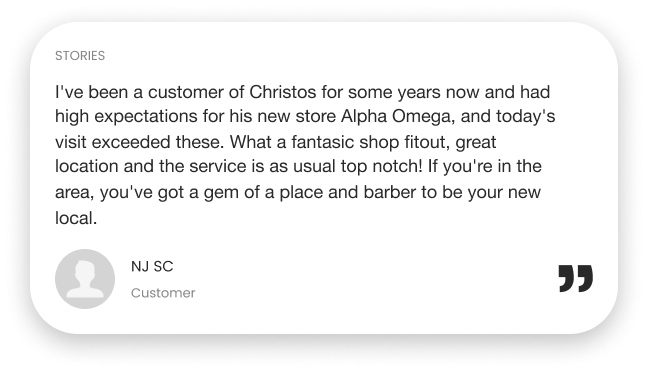 STORIES
I've been a customer of Christos for some years now and had
high expectations for his new store Alpha Omega, and today's
visit exceeded these. What a fantasic shop fitout, great
location and the service is as usual top notch! If you're in the
area, you've got a gem of a place and barber to be your new
local.
NJ SC
Customer
”